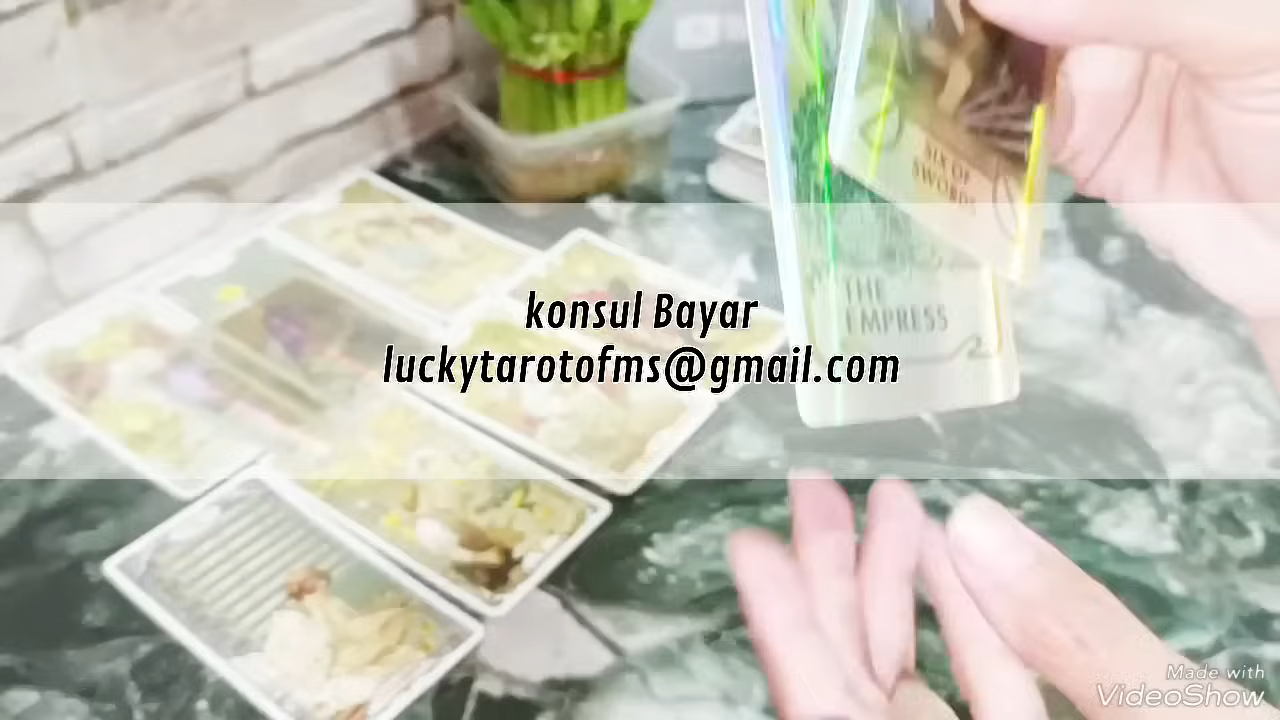 SIX OF
SWORDS
THE
EMPRESS
konsul Bayar
luckytarotofms@gmail.com
Made with
VideoShow